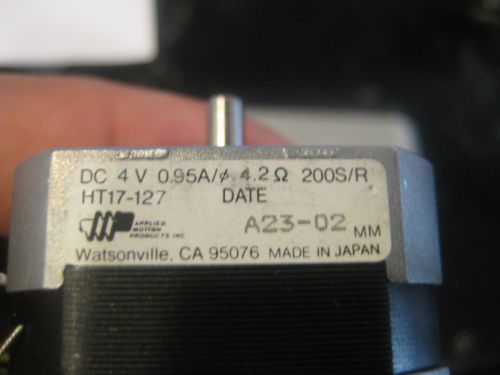 DC 4 V 0.95A/ø 4.2Ω 200S/R
HT17-127 DATE
A23-02 MM
APPLIED
MOTION
PRODUCTS INC
Watsonville, CA 95076 MADE IN JAPAN